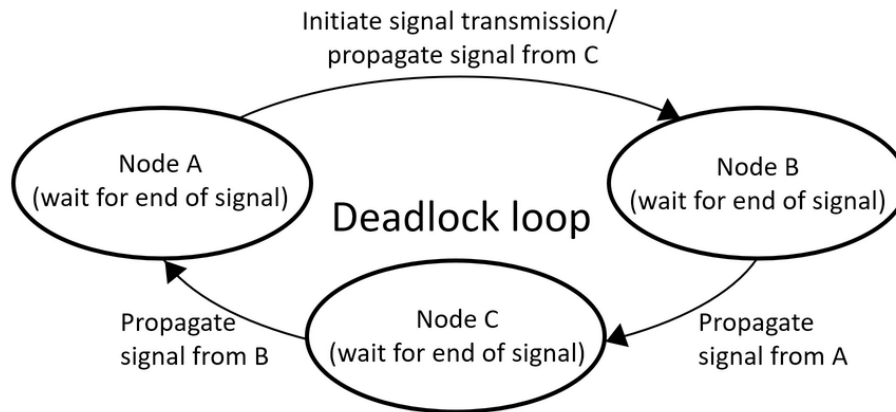 Initiate signal transmission/
propagate signal from C
Node A
(wait for end of signal)
Node B
(wait for end of signal)
Deadlock loop
Propagate
signal from B
Node C
(wait for end of signal)
Propagate
signal from A